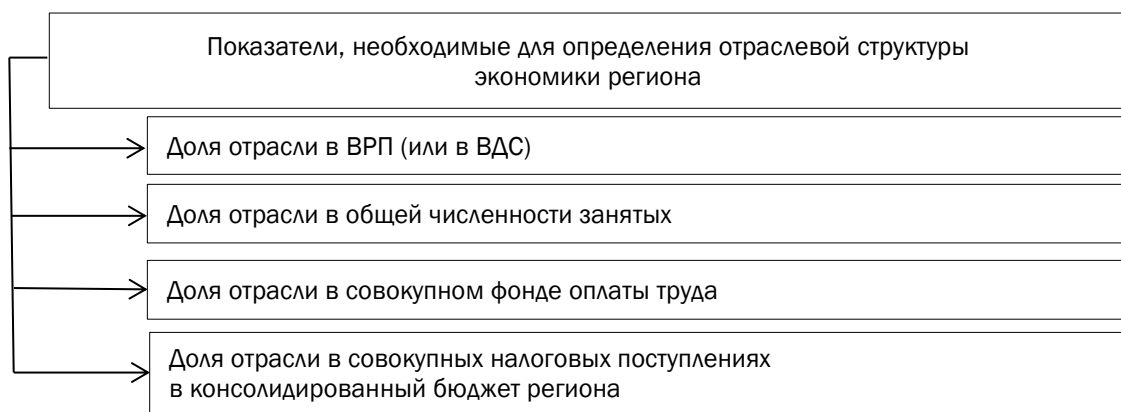 Показатели, необходимые для определения отраслевой структуры
экономики региона
Доля отрасли в ВРП (или в ВДС)
Доля отрасли в общей численности занятых
Доля отрасли в совокупном фонде оплаты труда
Доля отрасли в совокупных налоговых поступлениях
в консолидированный бюджет региона